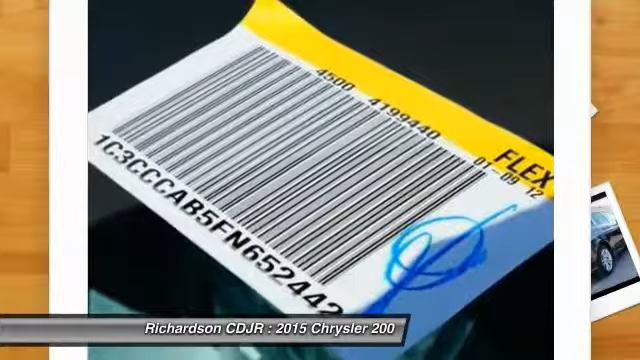 4500 4199440
FLEX
01-09 12
1C3CCCAB5FN652442
Richardson CDJR : 2015 Chrysler 200